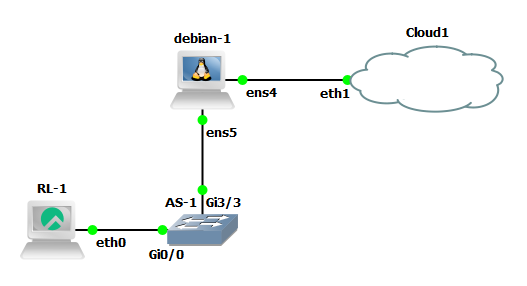 Cloud1
debian-1
ens4
eth1
ens5
RL-1
AS-1
Gi3/3
eth0
Gi0/0